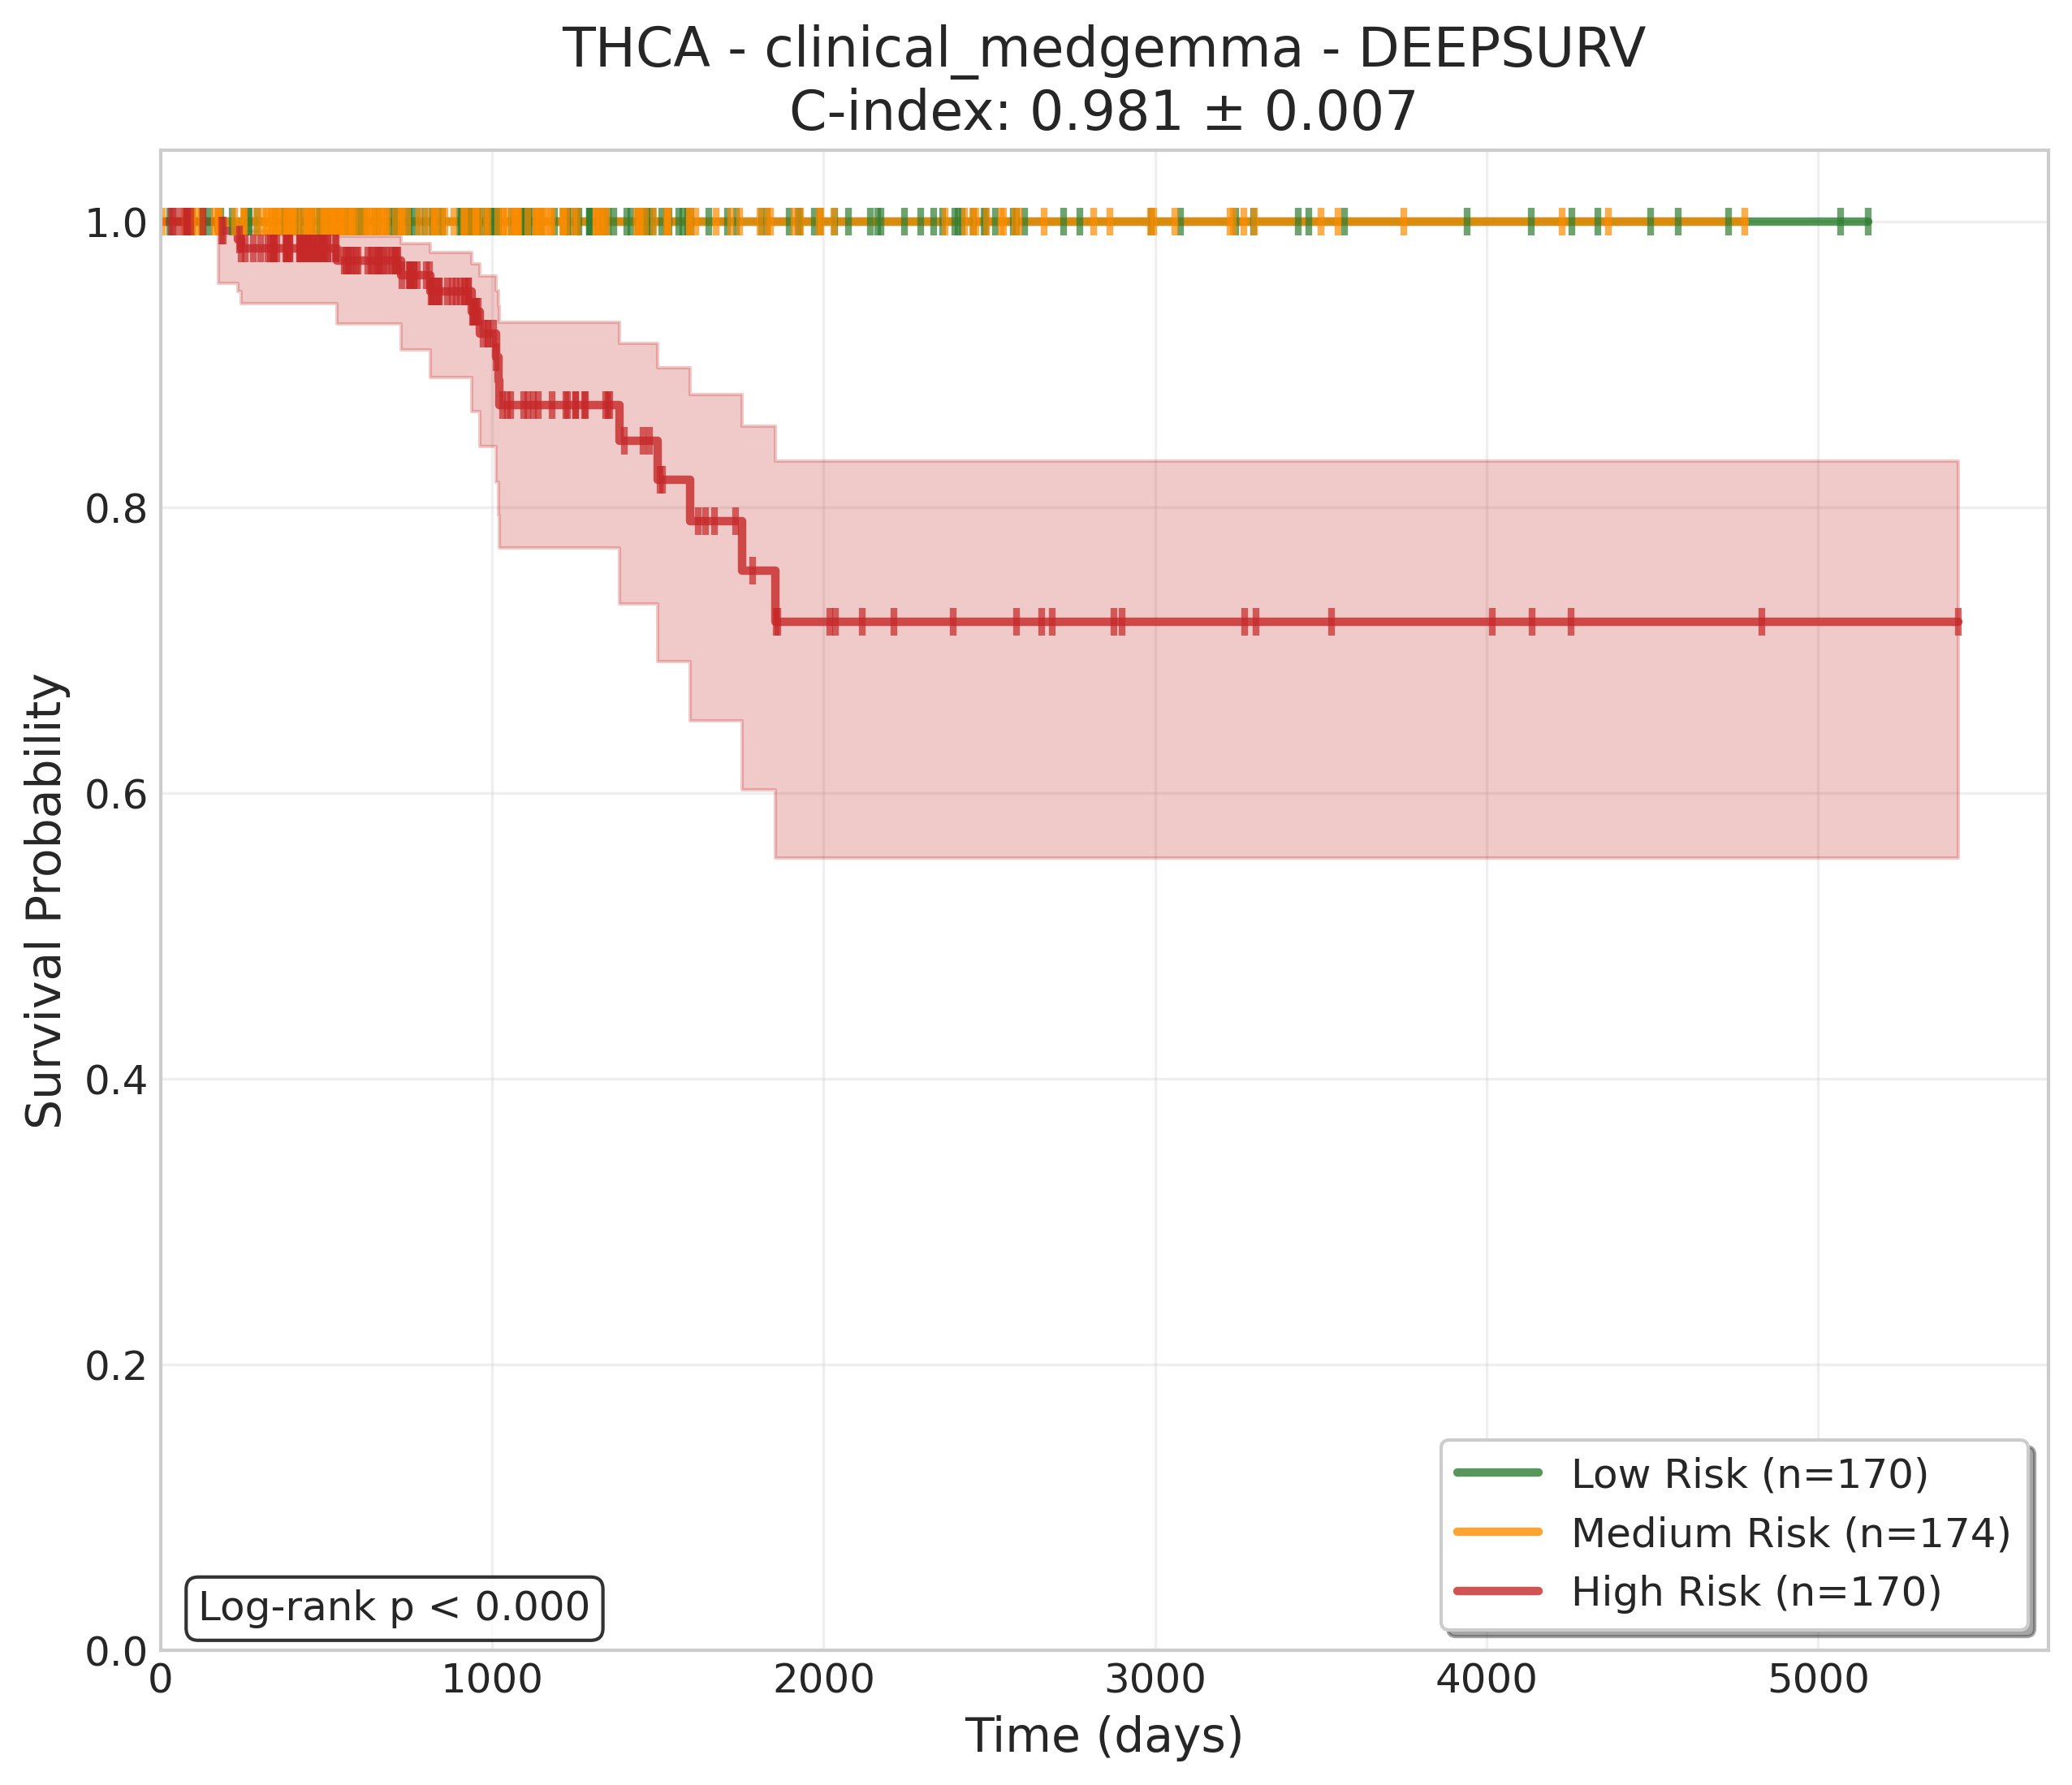 THCA - clinical_medgemma - DEEPSURV
C-index: 0.981 ± 0.007
Survival Probability
1.0
0.8
0.6
0.4
0.2
0.0
Log-rank p < 0.000
Low Risk (n=170)
Medium Risk (n=174)
High Risk (n=170)
0 1000 2000 3000 4000 5000
Time (days)